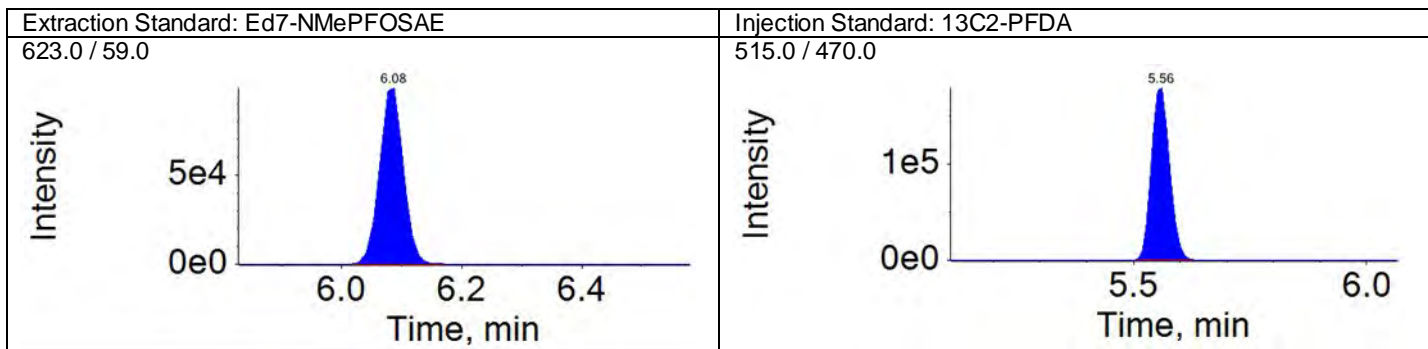 Extraction Standard: Ed7-NMePFOSAE
623.0 / 59.0
6.08
Intensity
5e4
0e0
6.0 6.2 6.4
Time, min
Injection Standard: 13C2-PFDA
515.0 / 470.0
5.56
Intensity
1e5
0e0
5.5 6.0
Time, min